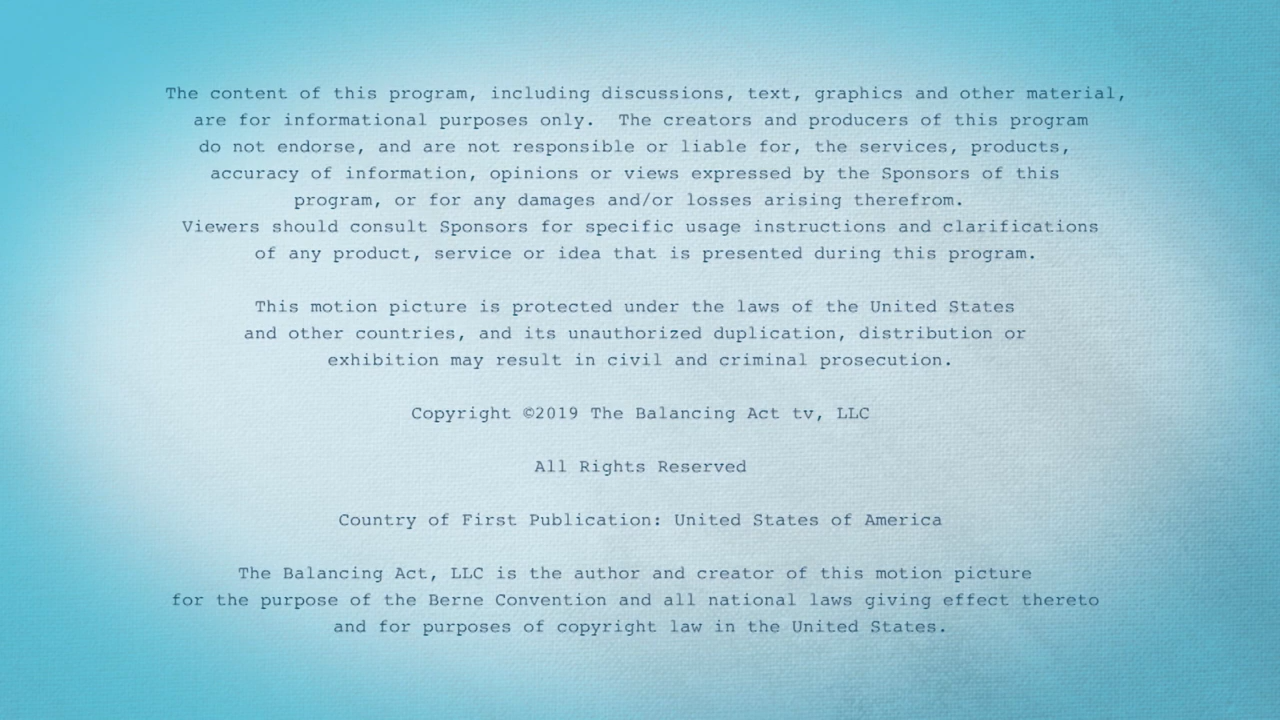 The content of this program, including discussions, text, graphics and other material,
are for informational purposes only.  The creators and producers of this program
do not endorse, and are not responsible or liable for, the services, products,
accuracy of information, opinions or views expressed by the Sponsors of this
program, or for any damages and/or losses arising therefrom.
Viewers should consult Sponsors for specific usage instructions and clarifications
of any product, service or idea that is presented during this program.
This motion picture is protected under the laws of the United States
and other countries, and its unauthorized duplication, distribution or
exhibition may result in civil and criminal prosecution.
Copyright ©2019 The Balancing Act tv, LLC
All Rights Reserved
Country of First Publication: United States of America
The Balancing Act, LLC is the author and creator of this motion picture
for the purpose of the Berne Convention and all national laws giving effect thereto
and for purposes of copyright law in the United States.